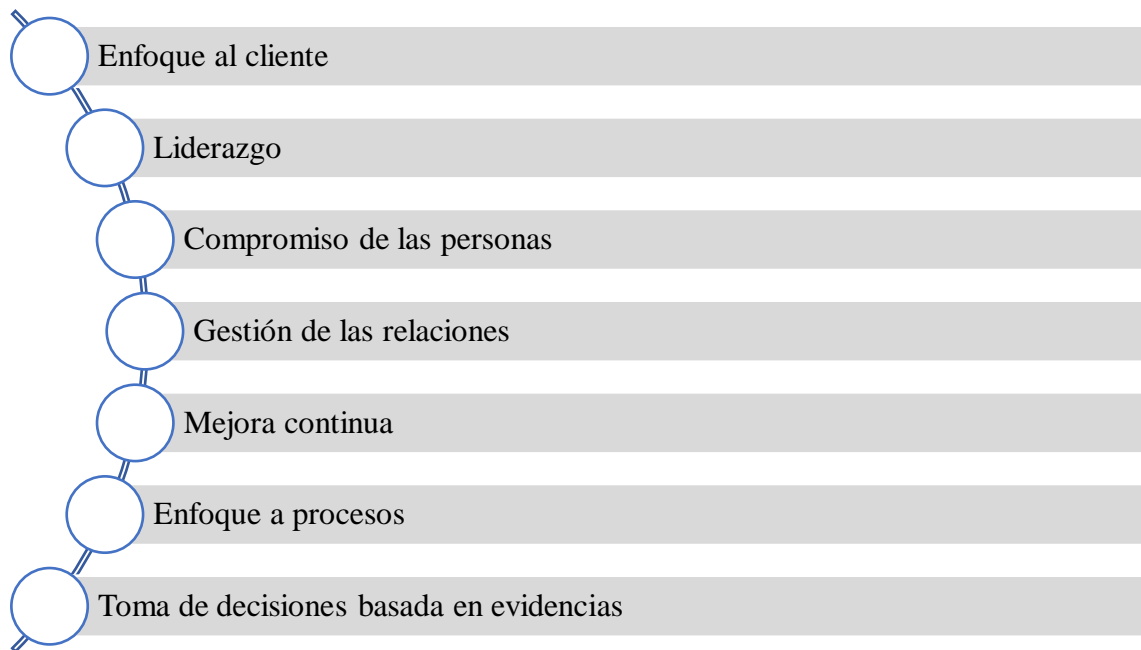 Enfoque al cliente
Liderazgo
Compromiso de las personas
Gestión de las relaciones
Mejora continua
Enfoque a procesos
Toma de decisiones basada en evidencias